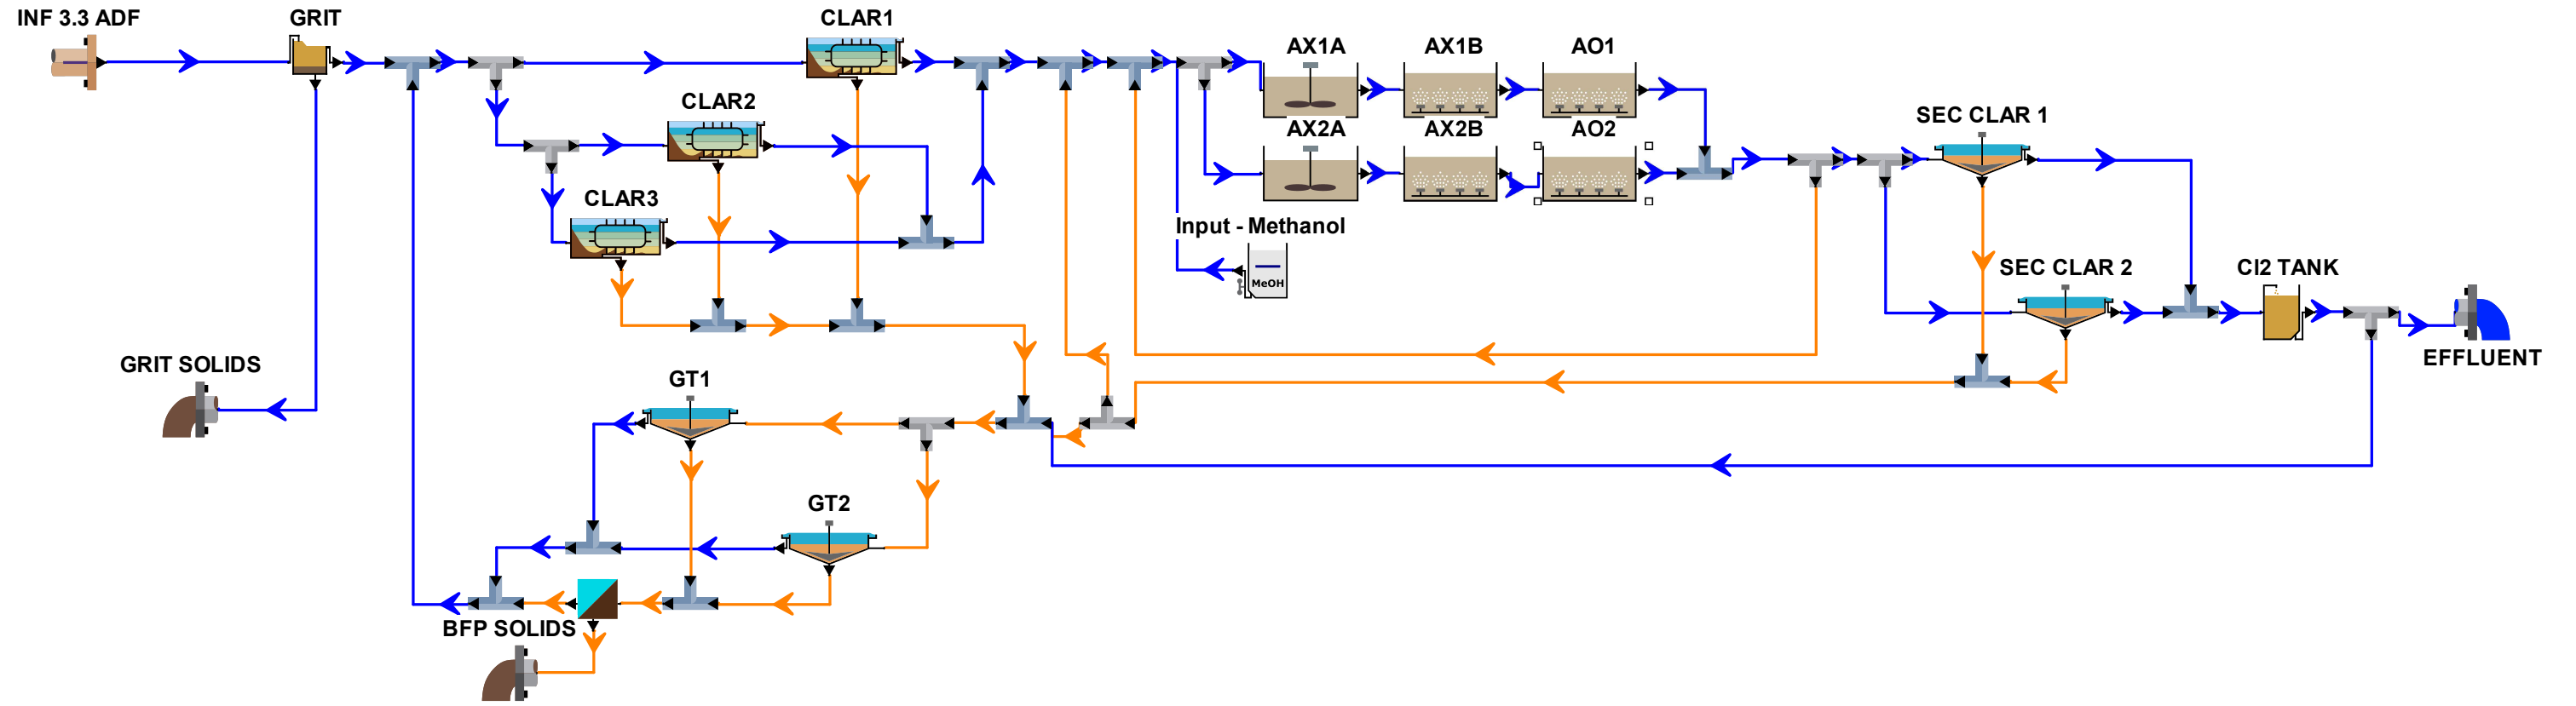 INF 3.3 ADF
GRIT
CLAR1
AX1A
AX1B
AO1
CLAR2
SEC CLAR 1
AX2A
AX2B
AO2
CLAR3
Input - Methanol
MeOH
SEC CLAR 2
Cl2 TANK
EFFLUENT
GRIT SOLIDS
GT1
GT2
BFP SOLIDS